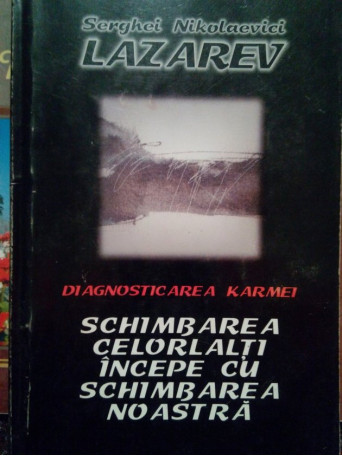 Serghei Nikolaevici
LAZAREV
DIAGNOSTICAREA KARMEI
SCHIMBAREA
CELORLALȚI
ÎNCEPE CU
SCHIMBAREA
NOASTRĂ